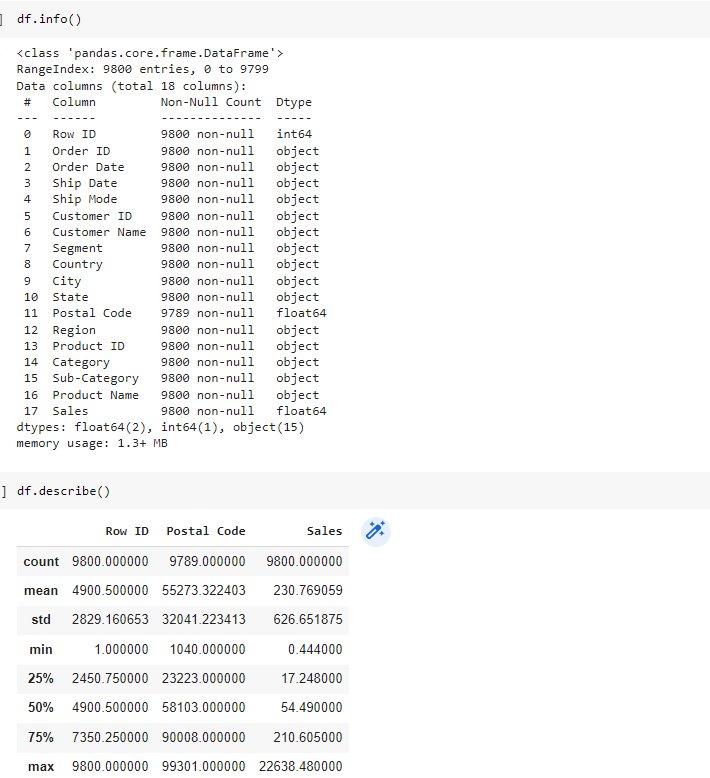 ] df.info()
<class 'pandas.core.frame.DataFrame'>
RangeIndex: 9800 entries, 0 to 9799
Data columns (total 18 columns):
#   Column         Non-Null Count  Dtype
---  ------         --------------  -----
0   Row ID         9800 non-null   int64
1   Order ID       9800 non-null   object
2   Order Date     9800 non-null   object
3   Ship Date      9800 non-null   object
4   Ship Mode      9800 non-null   object
5   Customer ID    9800 non-null   object
6   Customer Name  9800 non-null   object
7   Segment        9800 non-null   object
8   Country        9800 non-null   object
9   City           9800 non-null   object
10  State          9800 non-null   object
11  Postal Code    9789 non-null   float64
12  Region         9800 non-null   object
13  Product ID     9800 non-null   object
14  Category       9800 non-null   object
15  Sub-Category   9800 non-null   object
16  Product Name   9800 non-null   object
17  Sales          9800 non-null   float64
dtypes: float64(2), int64(1), object(15)
memory usage: 1.3+ MB
] df.describe()
Row ID Postal Code Sales
count 9800.000000 9789.000000 9800.000000
mean 4900.500000 55273.322403 230.769059
std 2829.160653 32041.223413 626.651875
min 1.000000 1040.000000 0.444000
25% 2450.750000 23223.000000 17.248000
50% 4900.500000 58103.000000 54.490000
75% 7350.250000 90008.000000 210.605000
max 9800.000000 99301.000000 22638.480000